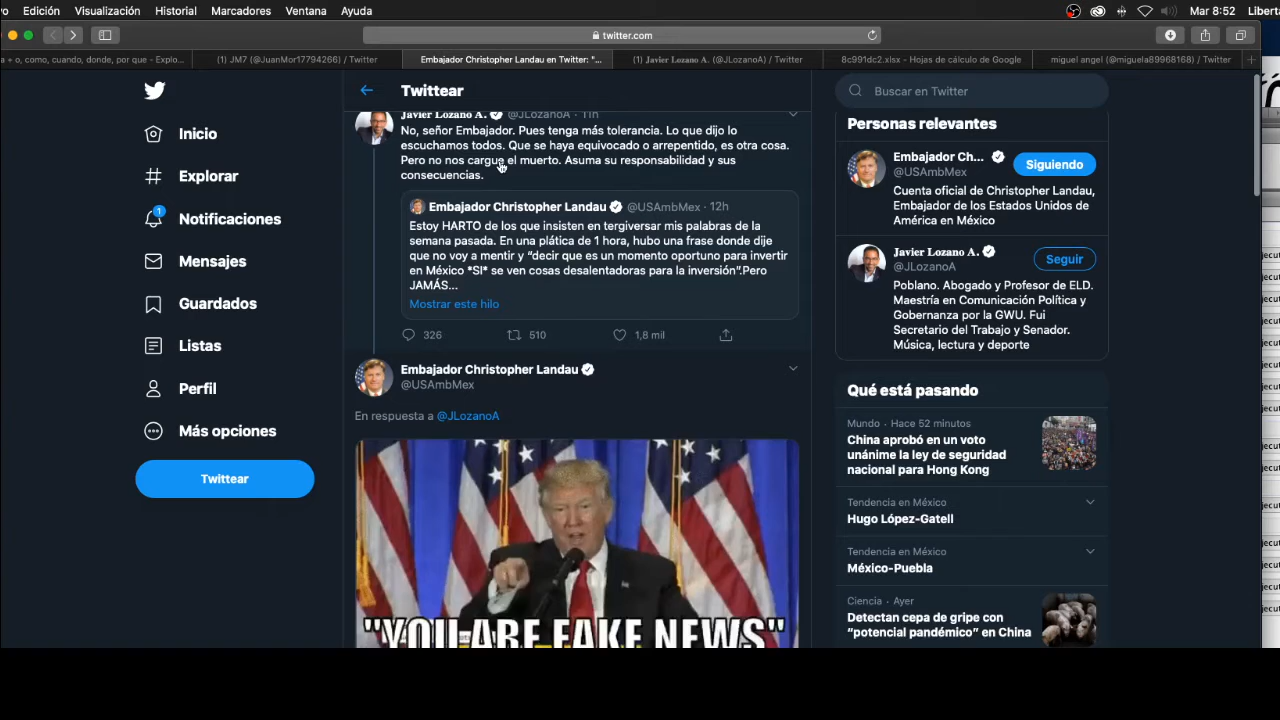 Edición Visualización Historial Marcadores Ventana Ayuda
Mar 8:52 Libert
twitter.com
+ o, como, cuando, donde, por que - Explo...
(1) JM7 (@JuanMor17794266) / Twitter
Embajador Christopher Landau en Twitter: "...
(1) Javier Lozano A. (@JLozanoA) / Twitter
8c991dc2.xlsx - Hojas de cálculo de Google
miguel angel (@miguela89968168) / Twitter
Inicio
Explorar
1
Notificaciones
Mensajes
Guardados
Listas
Perfil
Más opciones
Twittear
Twittear
Javier Lozano A. @JLozanoA · 11h
No, señor Embajador. Pues tenga más tolerancia. Lo que dijo lo
escuchamos todos. Que se haya equivocado o arrepentido, es otra cosa.
Pero no nos cargue el muerto. Asuma su responsabilidad y sus
consecuencias.
Embajador Christopher Landau @USAmbMex · 12h
Estoy HARTO de los que insisten en tergiversar mis palabras de la
semana pasada. En una plática de 1 hora, hubo una frase donde dije
que no voy a mentir y "decir que es un momento oportuno para invertir
en México *SI* se ven cosas desalentadoras para la inversión".Pero
JAMÁS...
Mostrar este hilo
326 510 1,8 mil
Embajador Christopher Landau
@USAmbMex
En respuesta a @JLozanoA
"YOU ARE FAKE NEWS"
Buscar en Twitter
Personas relevantes
Embajador Ch...
@USAmbMex
Siguiendo
Cuenta oficial de Christopher Landau,
Embajador de los Estados Unidos de
América en México
Javier Lozano A.
@JLozanoA
Seguir
Poblano. Abogado y Profesor de ELD.
Maestría en Comunicación Política y
Gobernanza por la GWU. Fui
Secretario del Trabajo y Senador.
Música, lectura y deporte
Qué está pasando
Mundo · Hace 52 minutos
China aprobó en un voto
unánime la ley de seguridad
nacional para Hong Kong
Tendencia en México
Hugo López-Gatell
Tendencia en México
México-Puebla
Ciencia · Ayer
Detectan cepa de gripe con
"potencial pandémico" en China